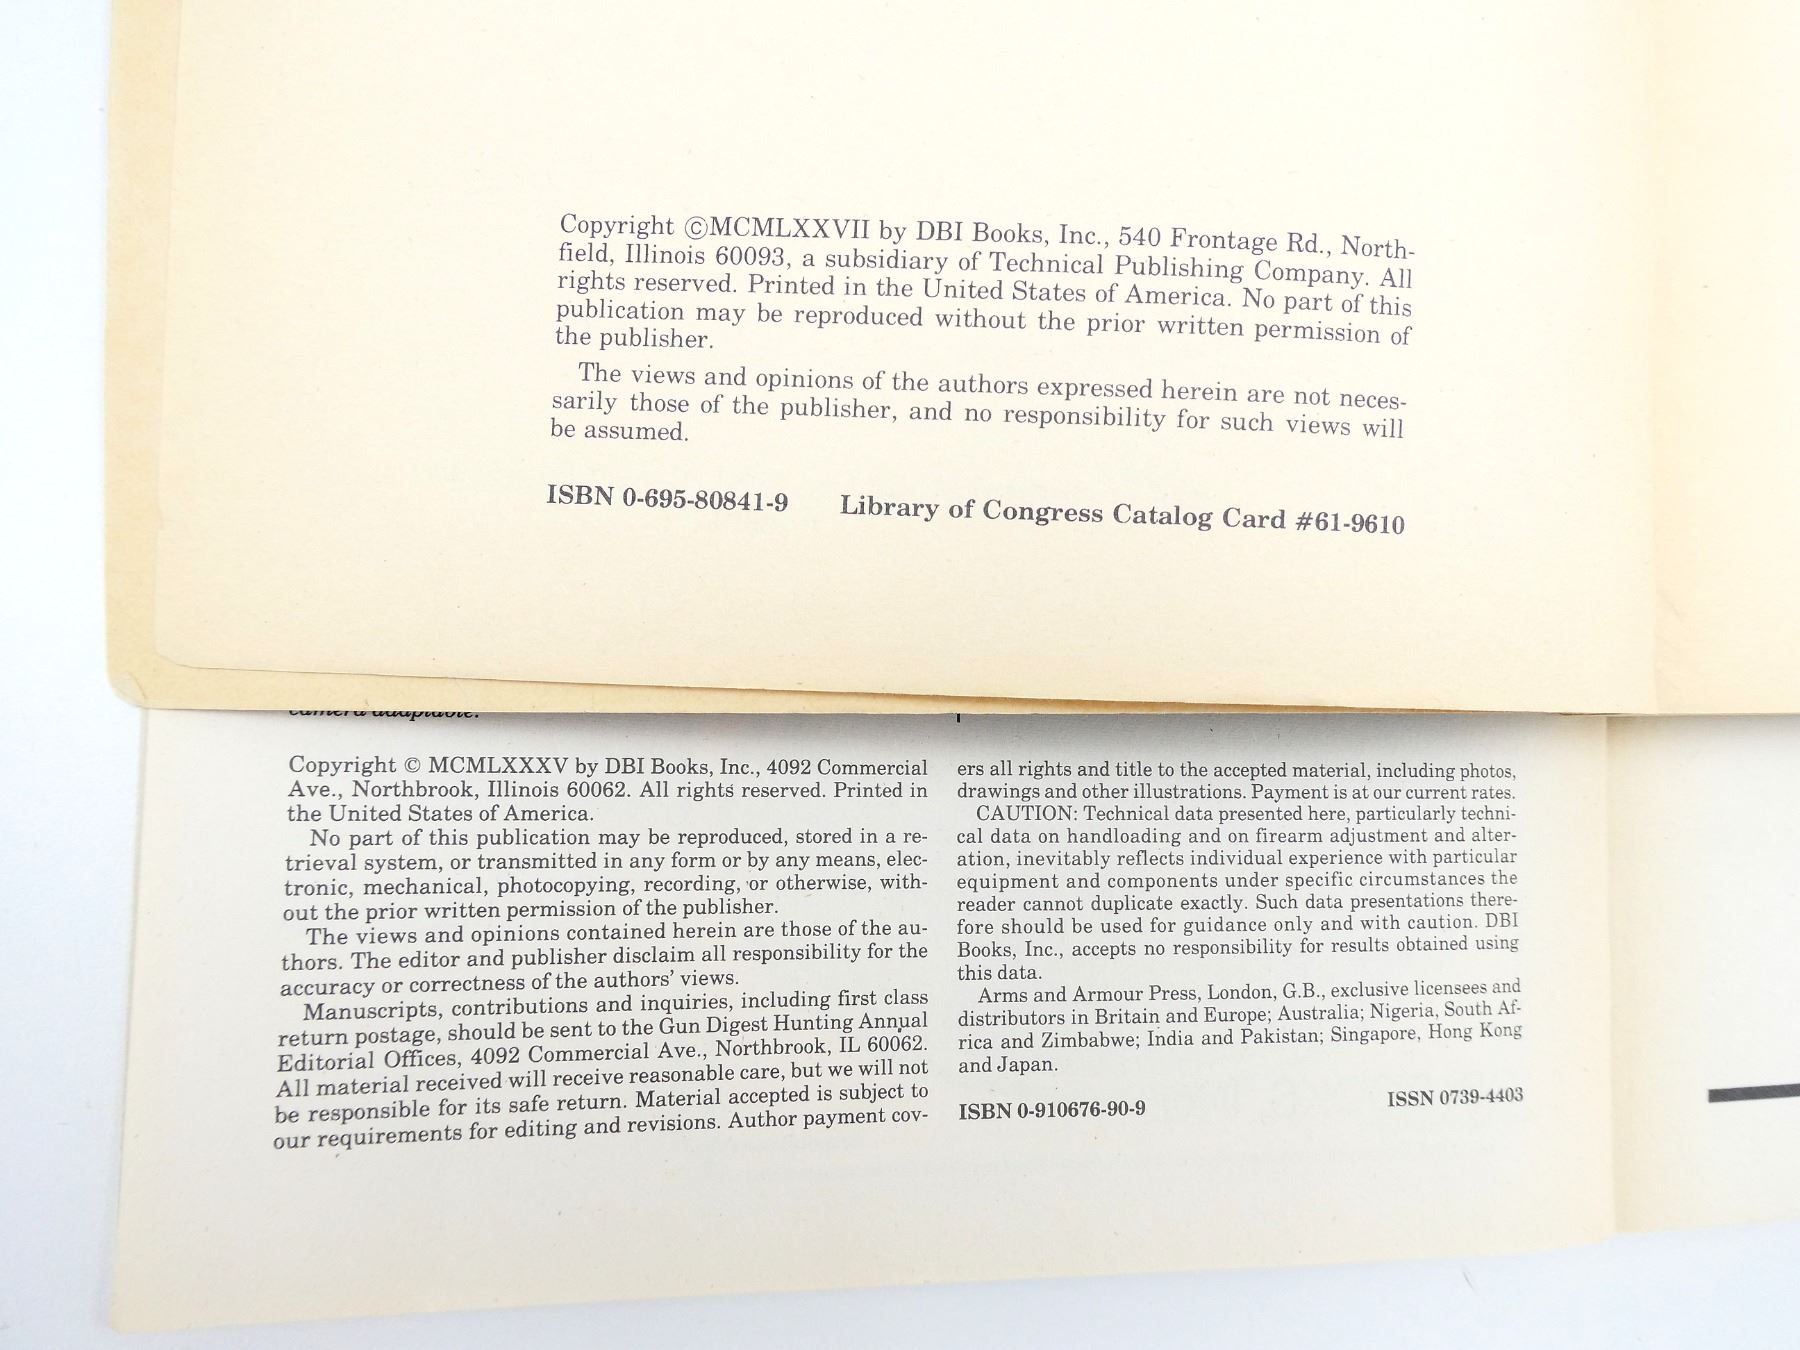 Copyright ©MCMLXXVII by DBI Books, Inc., 540 Frontage Rd., North-
field, Illinois 60093, a subsidiary of Technical Publishing Company. All
rights reserved. Printed in the United States of America. No part of this
publication may be reproduced without the prior written permission of
the publisher.
The views and opinions of the authors expressed herein are not neces-
sarily those of the publisher, and no responsibility for such views will
be assumed.
ISBN 0-695-80841-9 Library of Congress Catalog Card #61-9610
camera adaptable.
Copyright © MCMLXXXV by DBI Books, Inc., 4092 Commercial
Ave., Northbrook, Illinois 60062. All rights reserved. Printed in
the United States of America.
No part of this publication may be reproduced, stored in a re-
trieval system, or transmitted in any form or by any means, elec-
tronic, mechanical, photocopying, recording, or otherwise, with-
out the prior written permission of the publisher.
The views and opinions contained herein are those of the au-
thors. The editor and publisher disclaim all responsibility for the
accuracy or correctness of the authors' views.
Manuscripts, contributions and inquiries, including first class
return postage, should be sent to the Gun Digest Hunting Annual
Editorial Offices, 4092 Commercial Ave., Northbrook, IL 60062.
All material received will receive reasonable care, but we will not
be responsible for its safe return. Material accepted is subject to
our requirements for editing and revisions. Author payment cov-
ers all rights and title to the accepted material, including photos,
drawings and other illustrations. Payment is at our current rates.
CAUTION: Technical data presented here, particularly techni-
cal data on handloading and on firearm adjustment and alter-
ation, inevitably reflects individual experience with particular
equipment and components under specific circumstances the
reader cannot duplicate exactly. Such data presentations there-
fore should be used for guidance only and with caution. DBI
Books, Inc., accepts no responsibility for results obtained using
this data.
Arms and Armour Press, London, G.B., exclusive licensees and
distributors in Britain and Europe; Australia; Nigeria, South Af-
rica and Zimbabwe; India and Pakistan; Singapore, Hong Kong
and Japan.
ISBN 0-910676-90-9 ISSN 0739-4403